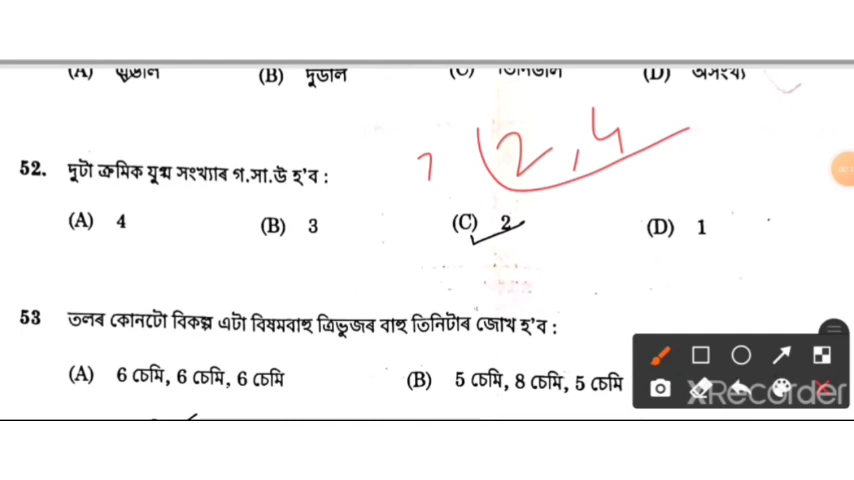 (B) দুডাল (D) অসংখ্য
2, 4
52. দুটা ক্ৰমিক যুগ্ম সংখ্যাৰ গ.সা.উ হ'ব :
(A) 4 (B) 3 (C) 2 (D) 1
53 তলৰ কোনটো বিকল্প এটা বিষমবাহু ত্ৰিভুজৰ বাহু তিনিটাৰ জোখ হ'ব :
(A) 6 চেমি, 6 চেমি, 6 চেমি (B) 5 চেমি, 8 চেমি, 5 চেমি
XRecorder